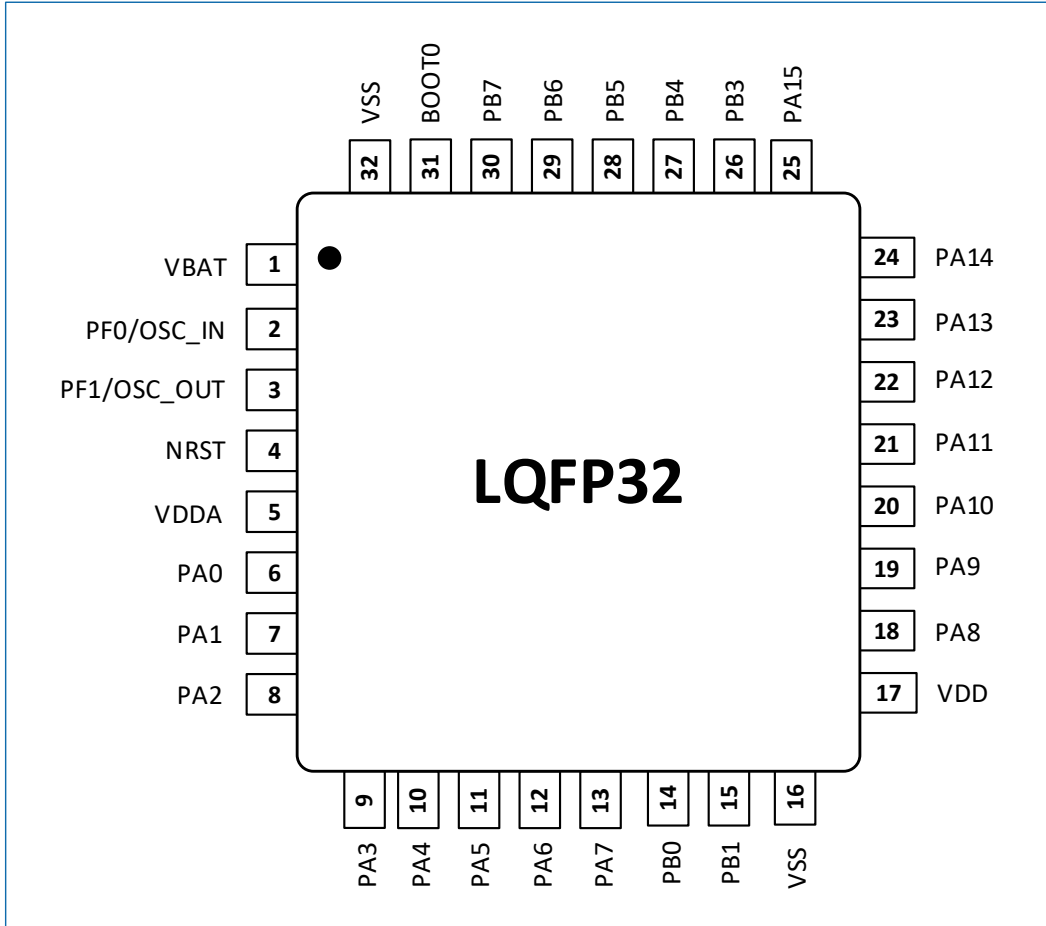 VSS
BOOT0
PB7
PB6
PB5
PB4
PB3
PA15
32
31
30
29
28
27
26
25
VBAT 1
PF0/OSC_IN 2
PF1/OSC_OUT 3
NRST 4
VDDA 5
PA0 6
PA1 7
PA2 8
LQFP32
24 PA14
23 PA13
22 PA12
21 PA11
20 PA10
19 PA9
18 PA8
17 VDD
9
10
11
12
13
14
15
16
PA3
PA4
PA5
PA6
PA7
PB0
PB1
VSS